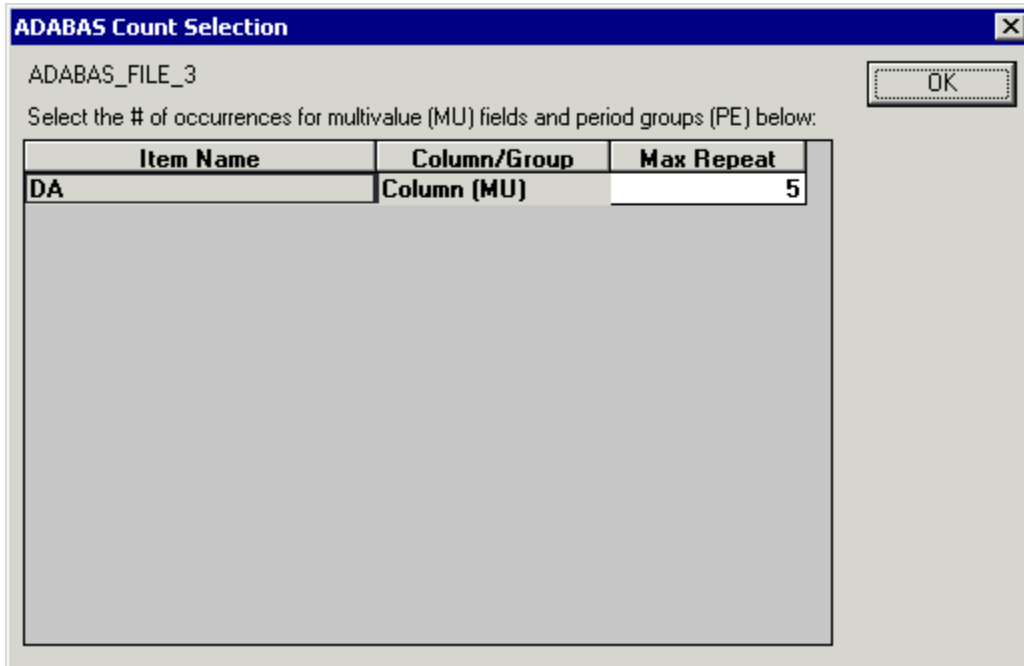 ADABAS Count Selection
ADABAS_FILE_3
OK
Select the # of occurrences for multivalue (MU) fields and period groups (PE) below:
Item Name Column/Group Max Repeat
DA Column (MU) 5